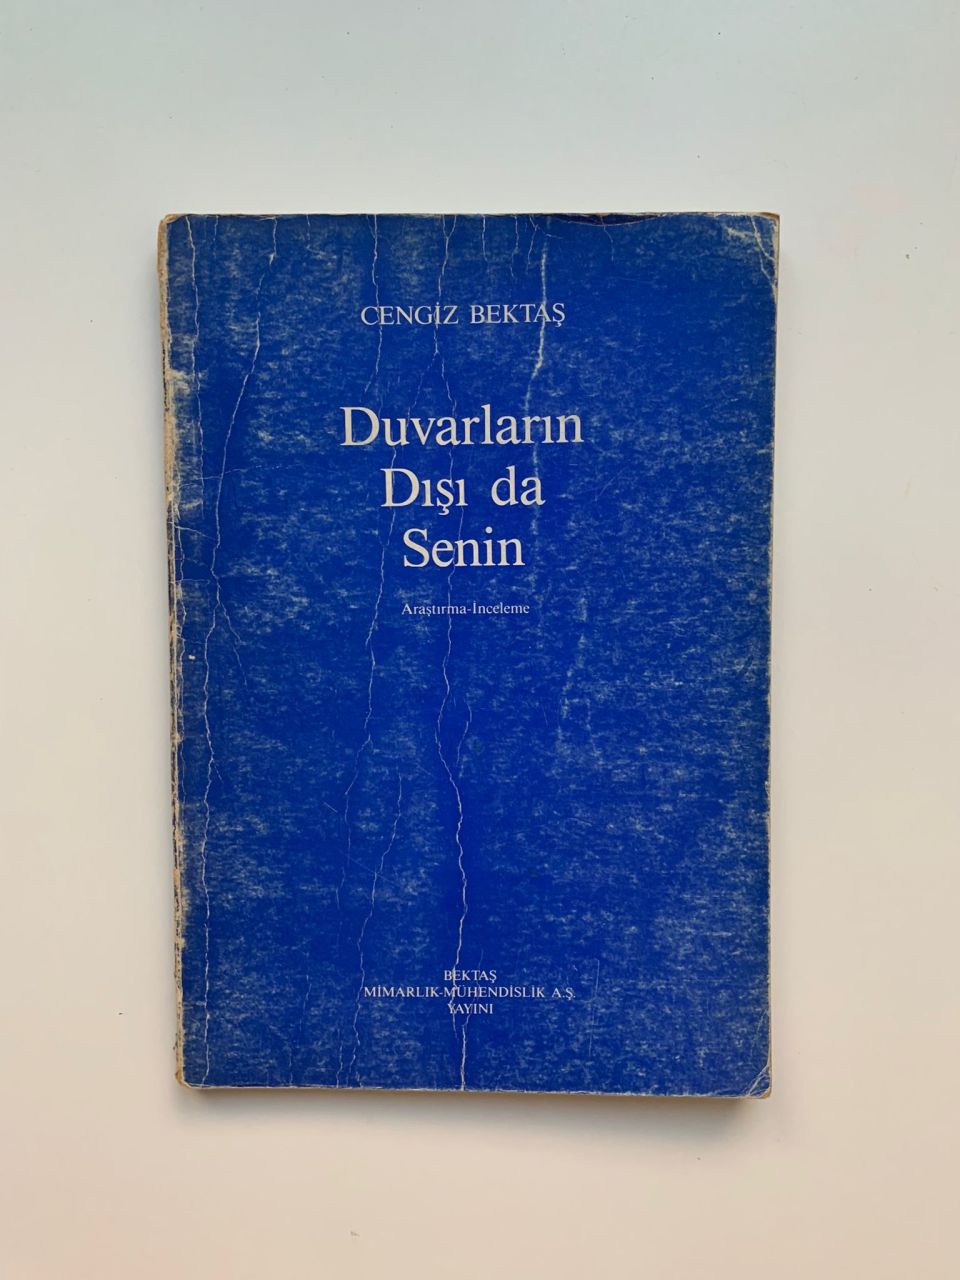 CENGİZ BEKTAŞ
Duvarların
Dışı da
Senin
Araştırma-İnceleme
BEKTAŞ
MİMARLIK-MÜHENDİSLİK A.Ş.
YAYINI